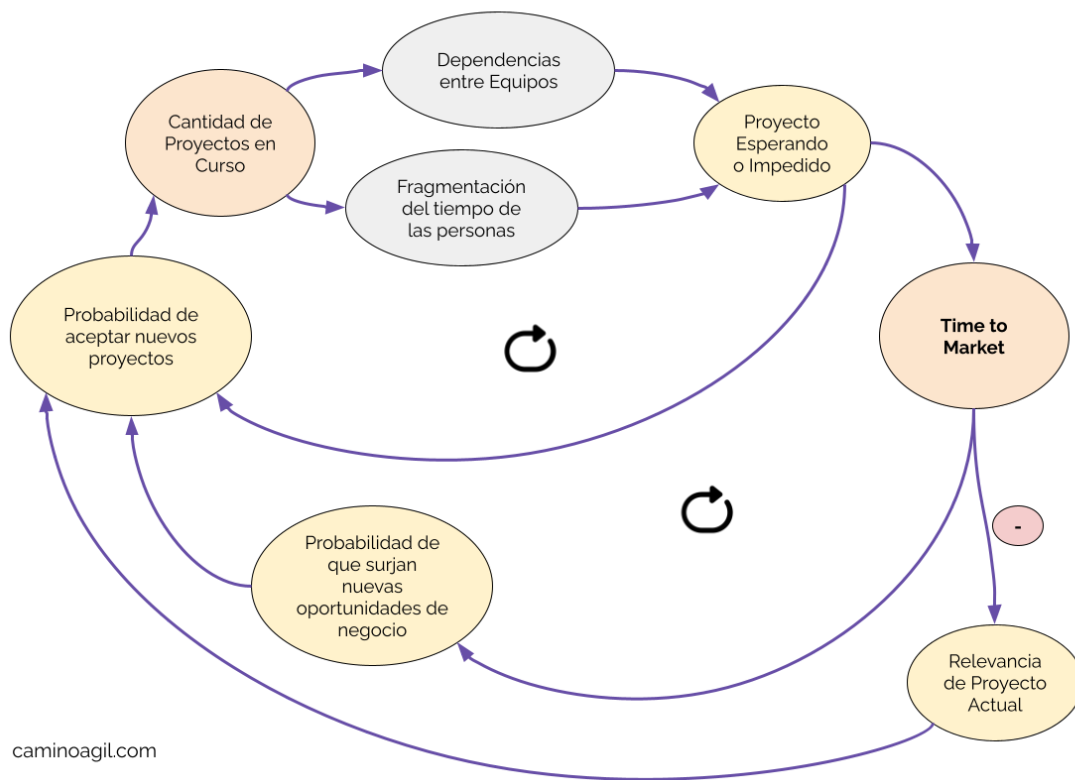 Dependencias
entre Equipos
Cantidad de
Proyectos en
Curso
Proyecto
Esperando
o Impedido
Fragmentación
del tiempo de
las personas
Probabilidad de
aceptar nuevos
proyectos
Time to
Market
-
Probabilidad de
que surjan
nuevas
oportunidades de
negocio
Relevancia
de Proyecto
Actual
caminoagil.com